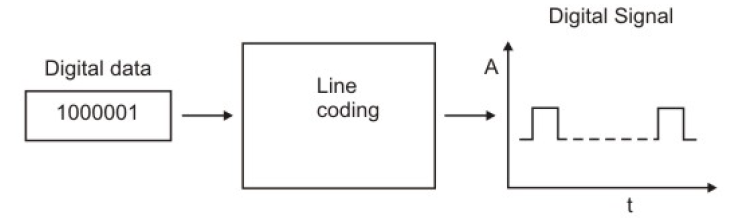 Digital Signal
Digital data
1000001
Line
coding
A
t